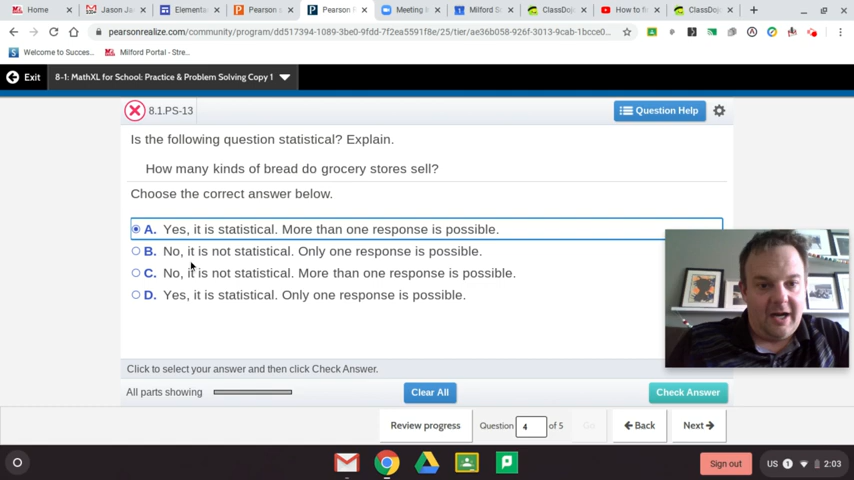 Home
Jason Ja
Elementa
Pearson s
Pearson F
Meeting i
Milford S
ClassDojo
How to fi
ClassDojo
pearsonrealize.com/community/program/dd517394-1089-3be0-9fdd-7f2ea5591f8e/25/tier/ae36b058-926f-3013-9cab-1bcce0...
Welcome to Succes...
Milford Portal - Stre...
Exit
8-1: MathXL for School: Practice & Problem Solving Copy 1
8.1.PS-13
Question Help
Is the following question statistical? Explain.
How many kinds of bread do grocery stores sell?
Choose the correct answer below.
A. Yes, it is statistical. More than one response is possible.
B. No, it is not statistical. Only one response is possible.
C. No, it is not statistical. More than one response is possible.
D. Yes, it is statistical. Only one response is possible.
Click to select your answer and then click Check Answer.
All parts showing
Clear All
Check Answer
Review progress
Question 4 of 5
Go
Back
Next
Sign out
US 1 2:03